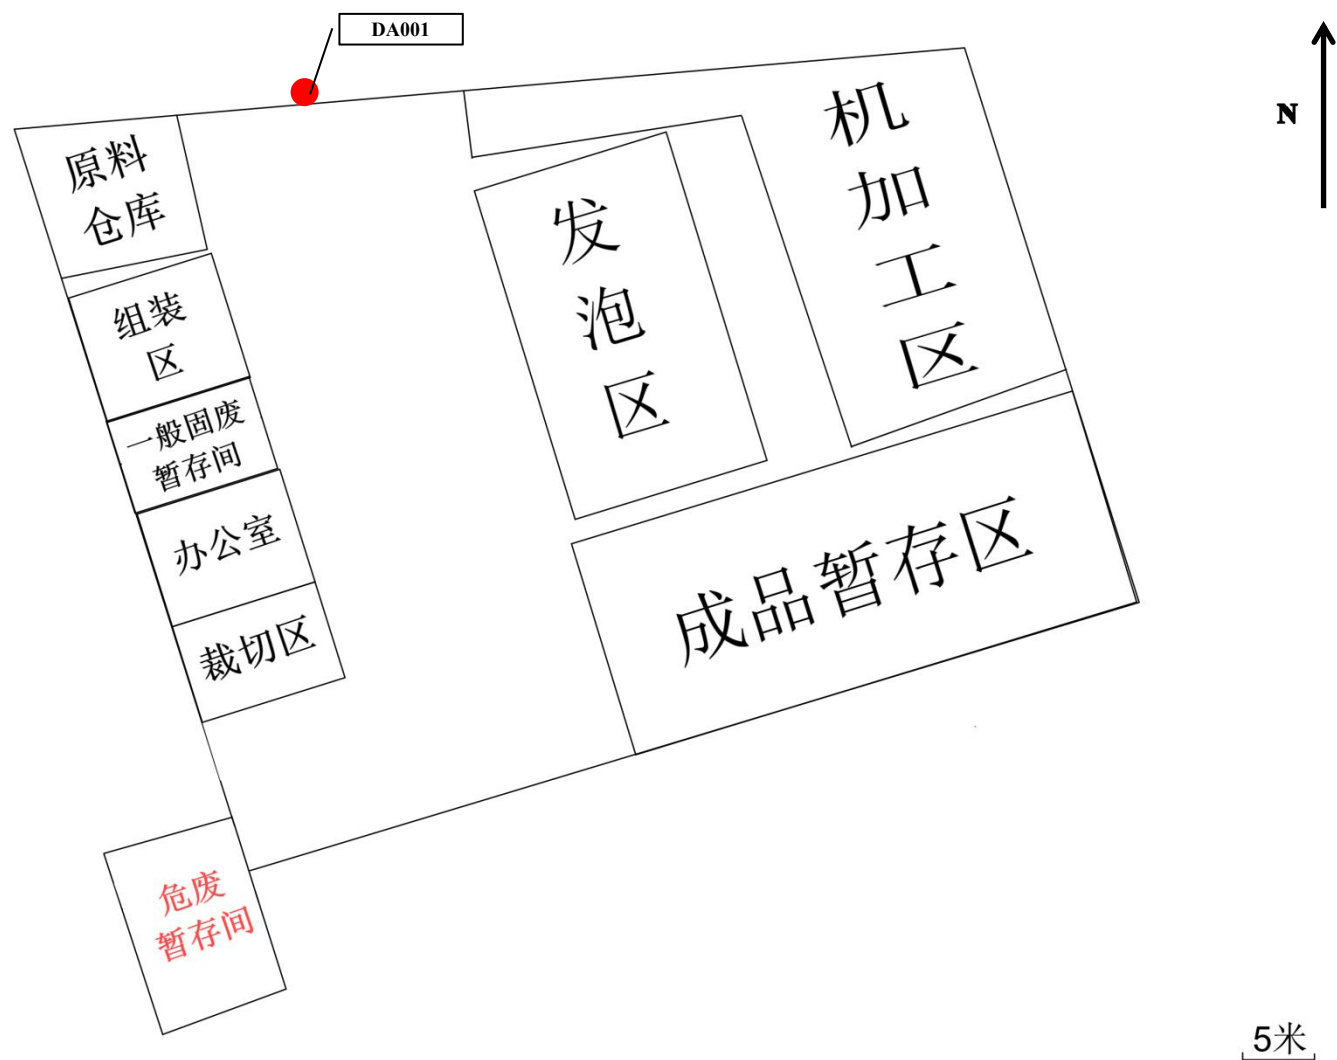 DA001
N
原料
仓库
机
加
工
区
发
泡
区
组装
区
一般固废
暂存间
办公室
裁切区
成品暂存区
危废
暂存间
5米